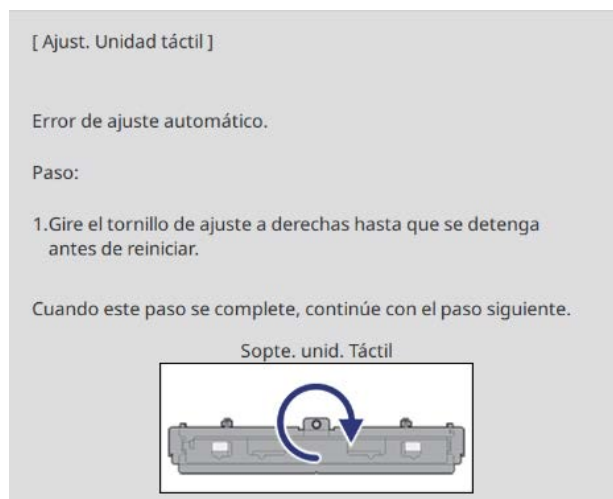 [ Ajust. Unidad táctil ]
Error de ajuste automático.
Paso:
1.Gire el tornillo de ajuste a derechas hasta que se detenga
antes de reiniciar.
Cuando este paso se complete, continúe con el paso siguiente.
Sopte. unid. Táctil